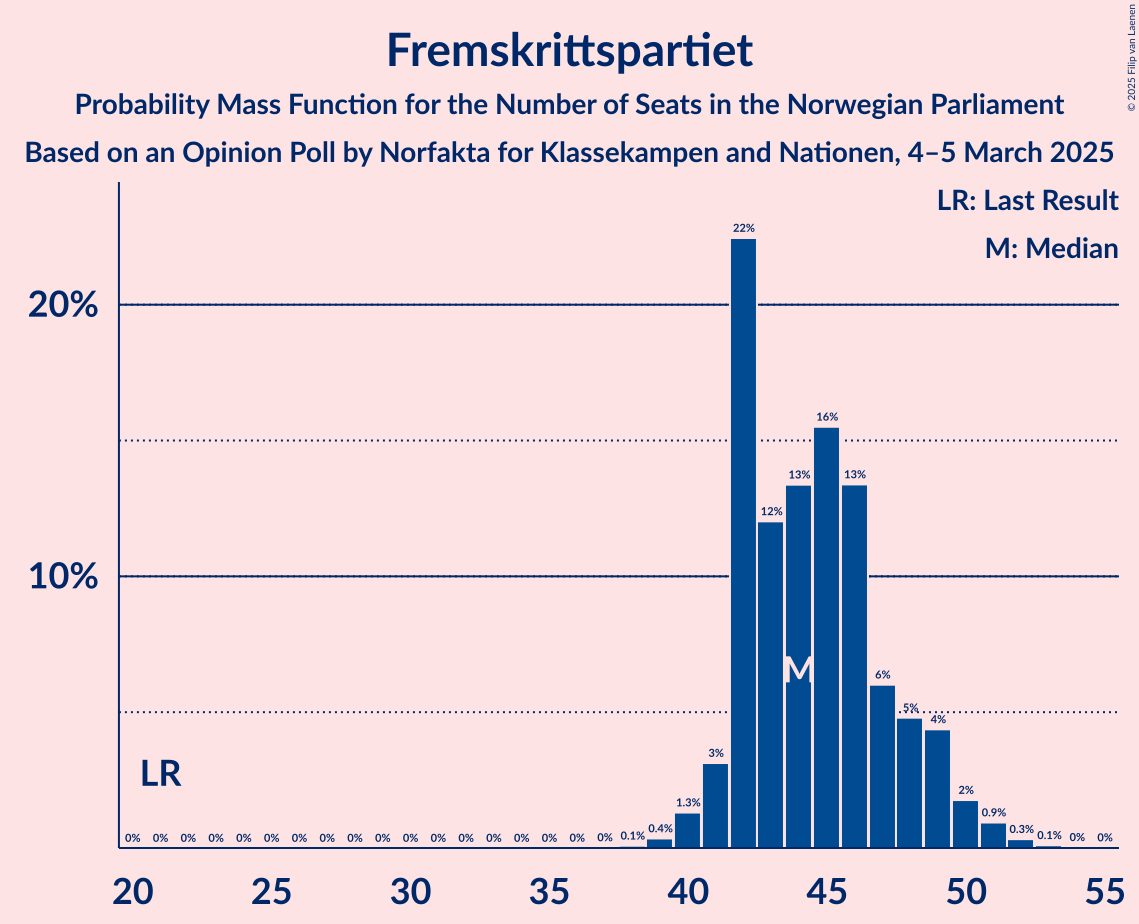 Fremskrittspartiet
Probability Mass Function for the Number of Seats in the Norwegian Parliament
Based on an Opinion Poll by Norfakta for Klassekampen and Nationen, 4–5 March 2025
© 2025 Filip van Laenen
LR: Last Result
M: Median
22%
20%
16%
13%
13%
12%
10%
M
6%
5%
4%
3%
LR
2%
1.3%
0.9%
0% 0% 0% 0% 0% 0% 0% 0% 0% 0% 0% 0% 0% 0% 0% 0% 0% 0% 0.1% 0.4% 0.3% 0.1% 0% 0%
20 25 30 35 40 45 50 55